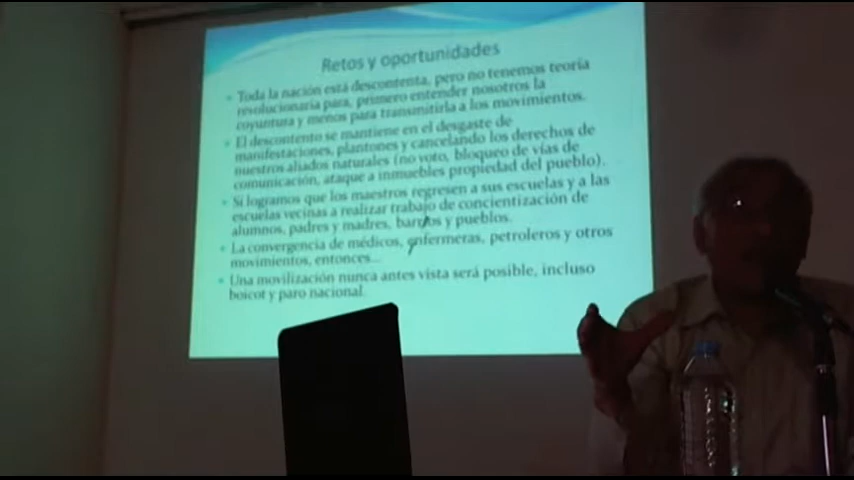 Retos y oportunidades
Toda la nación está descontenta, pero no tenemos teoría
revolucionaria para, primero entender nosotros la
coyuntura y menos para transmitirla a los movimientos.
El descontento se mantiene en el desgaste de
manifestaciones, plantones y cancelando los derechos de
nuestros aliados naturales (no voto, bloqueo de vías de
comunicación, ataque a inmuebles propiedad del pueblo).
Si logramos que los maestros regresen a sus escuelas y a las
escuelas vecinas a realizar trabajo de concientización de
alumnos, padres y madres, barrios y pueblos.
La convergencia de médicos, enfermeras, petroleros y otros
movimientos, entonces...
Una movilización nunca antes vista será posible, incluso
boicot y paro nacional.